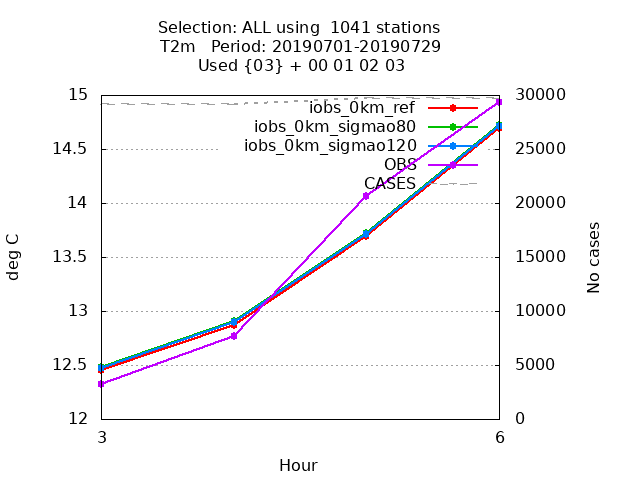 Selection: ALL using  1041 stations
T2m   Period: 20190701-20190729
Used {03} + 00 01 02 03
15
14.5
14
13.5
13
12.5
12
deg C
iobs_0km_ref
iobs_0km_sigmao80
iobs_0km_sigmao120
OBS
CASES
30000
25000
20000
15000
10000
5000
0
No cases
3
6
Hour